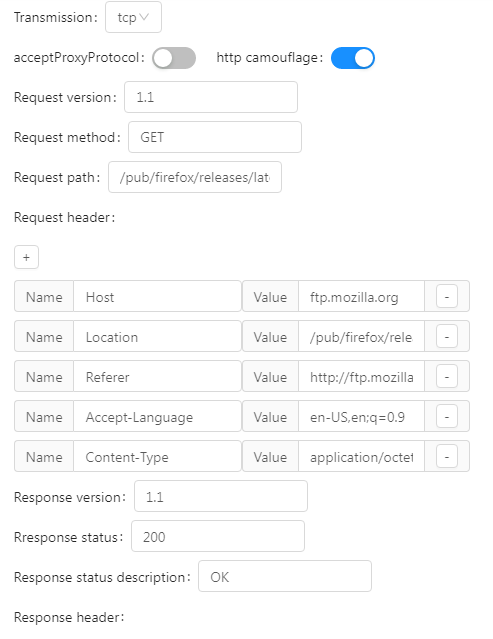 Transmission: tcp
acceptProxyProtocol: http camouflage:
Request version: 1.1
Request method: GET
Request path: /pub/firefox/releases/lat
Request header:
+
Name Host Value ftp.mozilla.org -
Name Location Value /pub/firefox/rele -
Name Referer Value http://ftp.mozilla -
Name Accept-Language Value en-US,en;q=0.9 -
Name Content-Type Value application/octet -
Response version: 1.1
Rresponse status: 200
Response status description: OK
Response header: